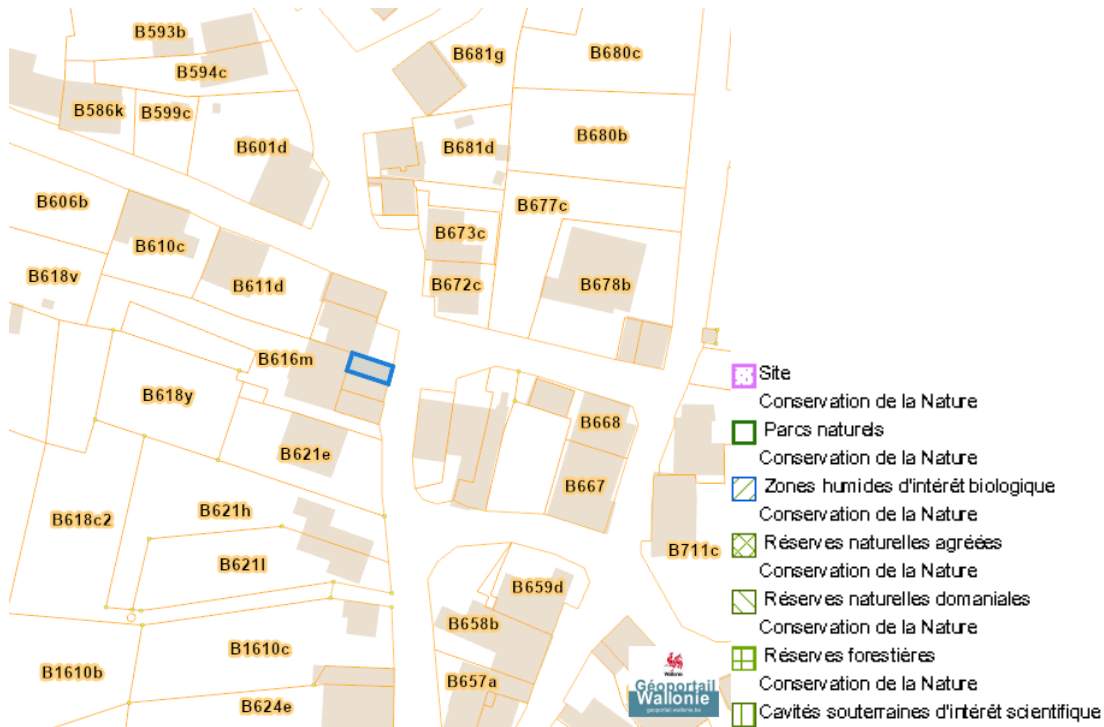 B593b
B681g
B680c
B594c
B586k
B599c
B680b
B601d
B681d
B606b
B677c
B610c
B673c
B618v
B611d
B672c
B678b
B616m
B618y
B668
B621e
B667
B621h
B618c2
B711c
B621l
B659d
B658b
B1610c
B1610b
B657a
B624e
Site
Conservation de la Nature
Parcs naturels
Conservation de la Nature
Zones humides d'intérêt biologique
Conservation de la Nature
Réserves naturelles agréées
Conservation de la Nature
Réserves naturelles domaniales
Conservation de la Nature
Réserves forestières
Conservation de la Nature
Cavités souterraines d'intérêt scientifique
Wallonie
Géoportail
Wallonie
geoportail.wallonie.be